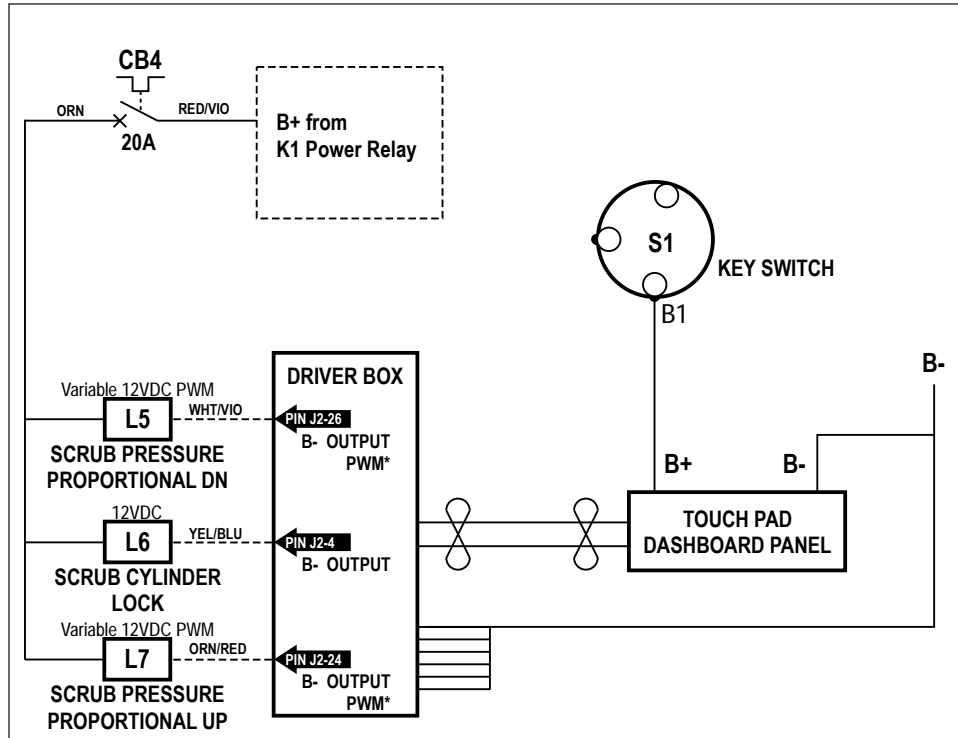 CB4
ORN
RED/VIO
20A
B+ from
K1 Power Relay
S1
KEY SWITCH
B1
B-
DRIVER BOX
Variable 12VDC PWM
L5
WHT/VIO
PIN J2-26
B- OUTPUT
PWM*
SCRUB PRESSURE
PROPORTIONAL DN
B+
B-
TOUCH PAD
DASHBOARD PANEL
12VDC
L6
YEL/BLU
PIN J2-4
B- OUTPUT
SCRUB CYLINDER
LOCK
Variable 12VDC PWM
L7
ORN/RED
PIN J2-24
B- OUTPUT
PWM*
SCRUB PRESSURE
PROPORTIONAL UP